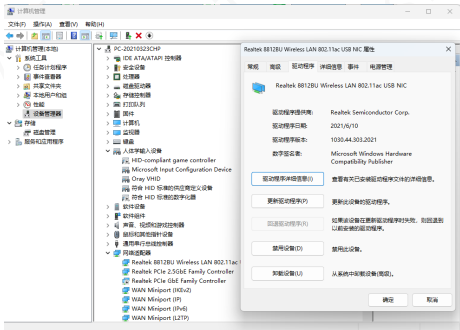 计算机管理
文件(F) 操作(A) 查看(V) 帮助(H)
计算机管理(本地)
系统工具
任务计划程序
事件查看器
共享文件夹
本地用户和组
性能
设备管理器
存储
磁盘管理
服务和应用程序
PC-20210323CHP
IDE ATA/ATAPI 控制器
安全设备
处理器
磁盘驱动器
存储控制器
打印队列
固件
计算机
监视器
键盘
人体学输入设备
HID-compliant game controller
Microsoft Input Configuration Device
Oray VHID
符合 HID 标准的供应商定义设备
符合 HID 标准的数字化器
软件设备
软件组件
声音、视频和游戏控制器
鼠标和其他指针设备
通用串行总线控制器
网络适配器
Realtek 8812BU Wireless LAN 802.11ac
Realtek PCIe 2.5GbE Family Controller
Realtek PCIe GbE Family Controller
WAN Miniport (IKEv2)
WAN Miniport (IP)
WAN Miniport (IPv6)
WAN Miniport (L2TP)
Realtek 8812BU Wireless LAN 802.11ac USB NIC 属性
常规 高级 驱动程序 详细信息 事件 电源管理
Realtek 8812BU Wireless LAN 802.11ac USB NIC
驱动程序提供商: Realtek Semiconductor Corp.
驱动程序日期: 2021/6/10
驱动程序版本: 1030.44.303.2021
数字签名者: Microsoft Windows Hardware
Compatibility Publisher
驱动程序详细信息(I) 查看有关已安装驱动程序文件的详细信息。
更新驱动程序(P) 更新此设备的驱动程序。
回退驱动程序(R) 如果该设备在更新驱动程序时失败，则回退到
以前安装的驱动程序。
禁用设备(D) 禁用此设备。
卸载设备(U) 从系统中卸载设备(高级)。
确定 取消